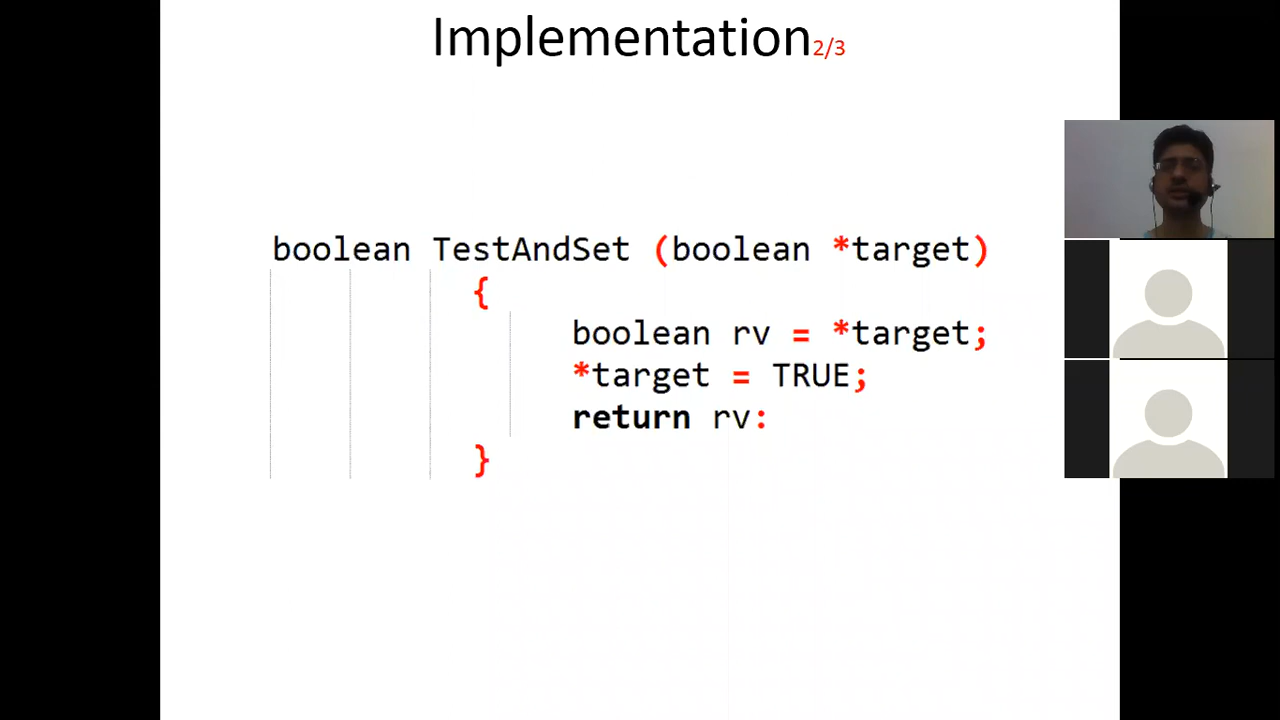 Implementation2/3
boolean TestAndSet (boolean *target)
{
boolean rv = *target;
*target = TRUE;
return rv:
}